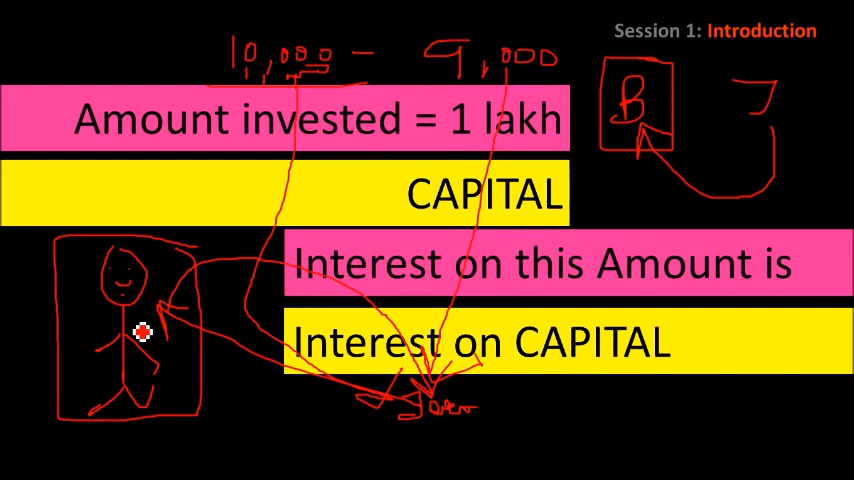 Session 1: Introduction
10,000 - 9,000
Amount invested = 1 lakh
B
CAPITAL
Interest on this Amount is
Interest on CAPITAL